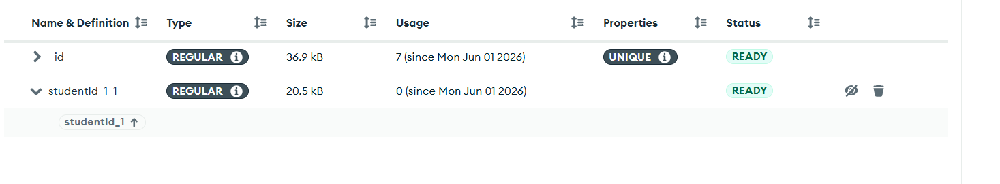 Name & Definition Type Size Usage Properties Status
_id_ REGULAR 36.9 kB 7 (since Mon Jun 01 2026) UNIQUE READY
studentId_1_1 REGULAR 20.5 kB 0 (since Mon Jun 01 2026) READY
studentId_1